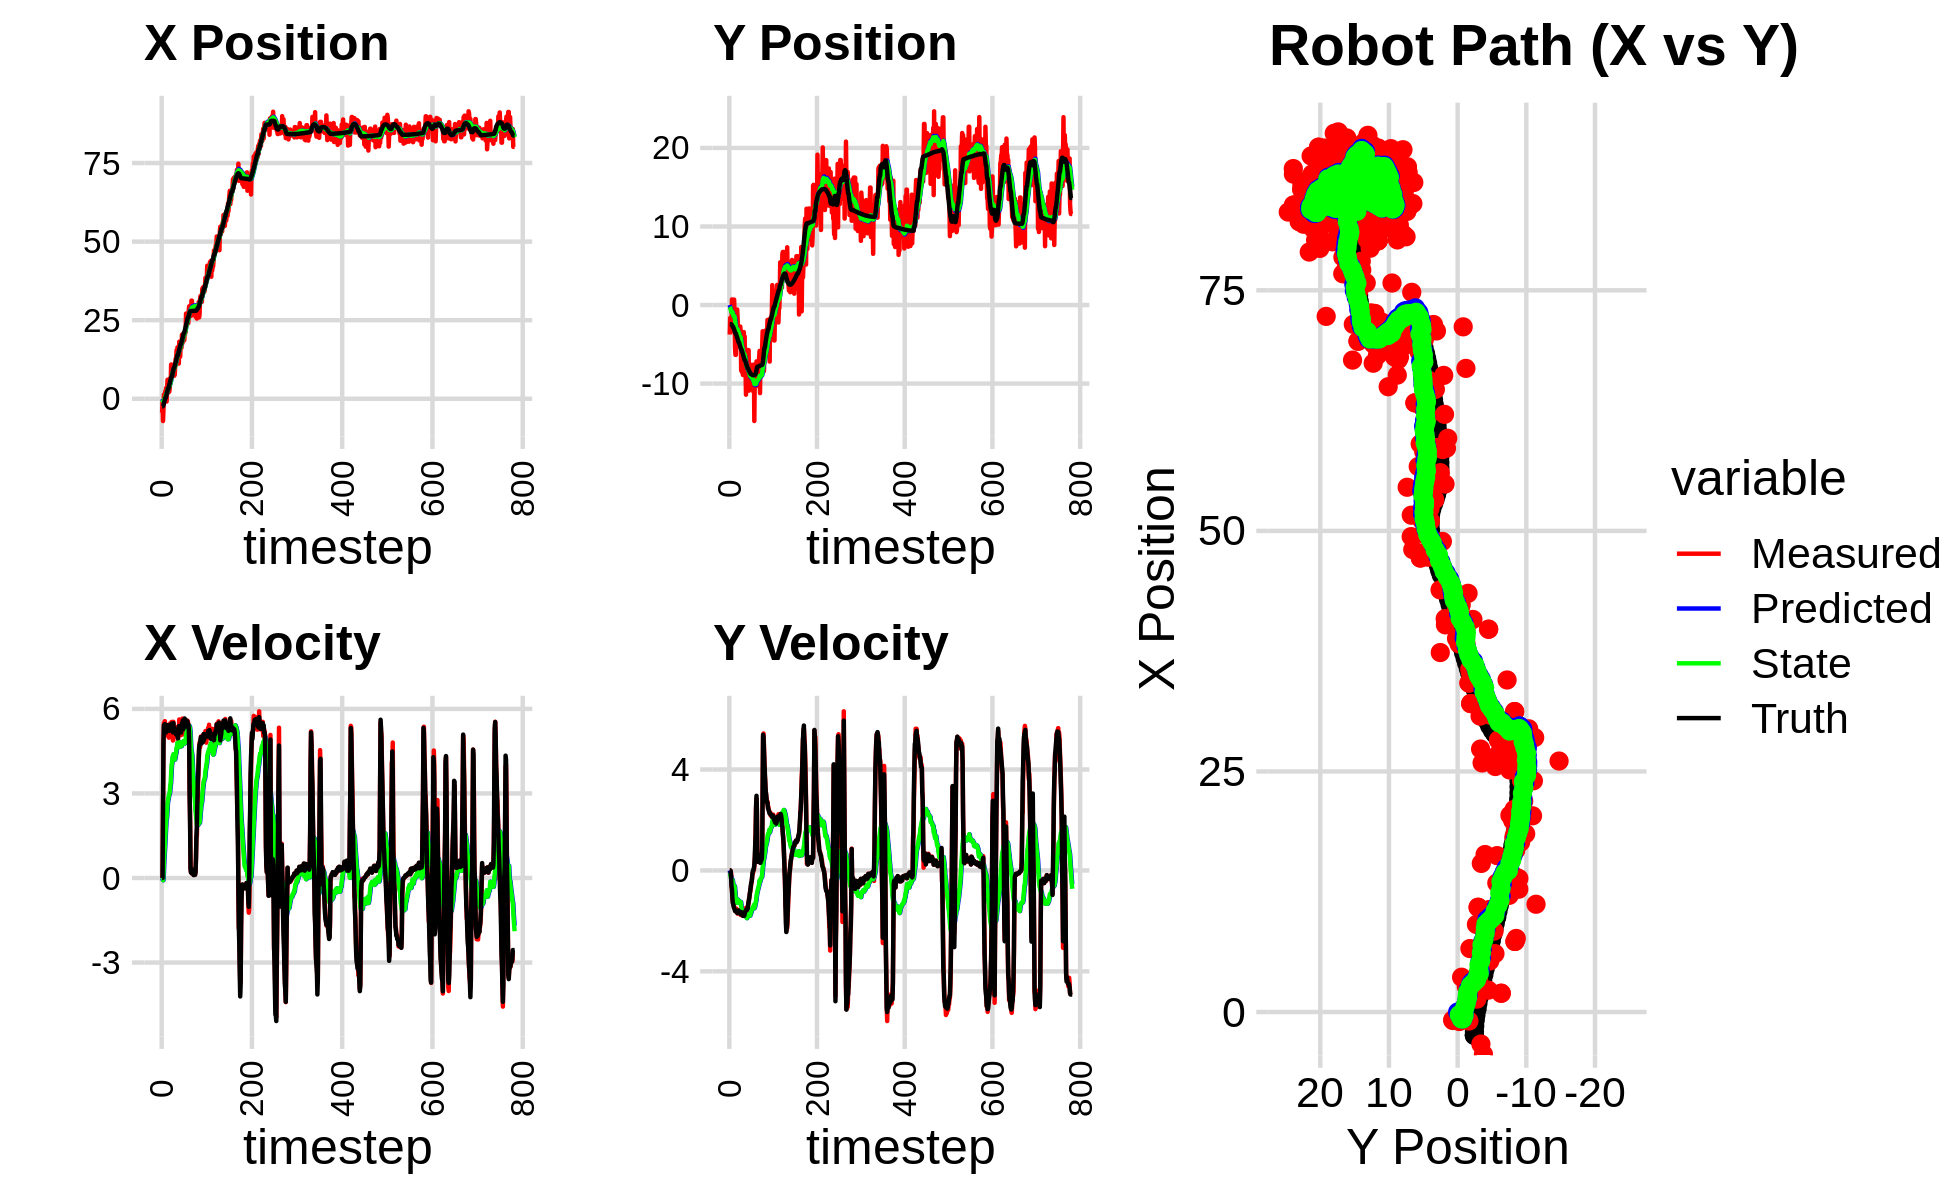 X Position
75
50
25
0
0
200
400
600
800
timestep
Y Position
20
10
0
-10
0
200
400
600
800
timestep
X Velocity
6
3
0
-3
0
200
400
600
800
timestep
Y Velocity
4
0
-4
0
200
400
600
800
timestep
Robot Path (X vs Y)
X Position
75
50
25
0
20 10 0 -10 -20
Y Position
variable
Measured
Predicted
State
Truth